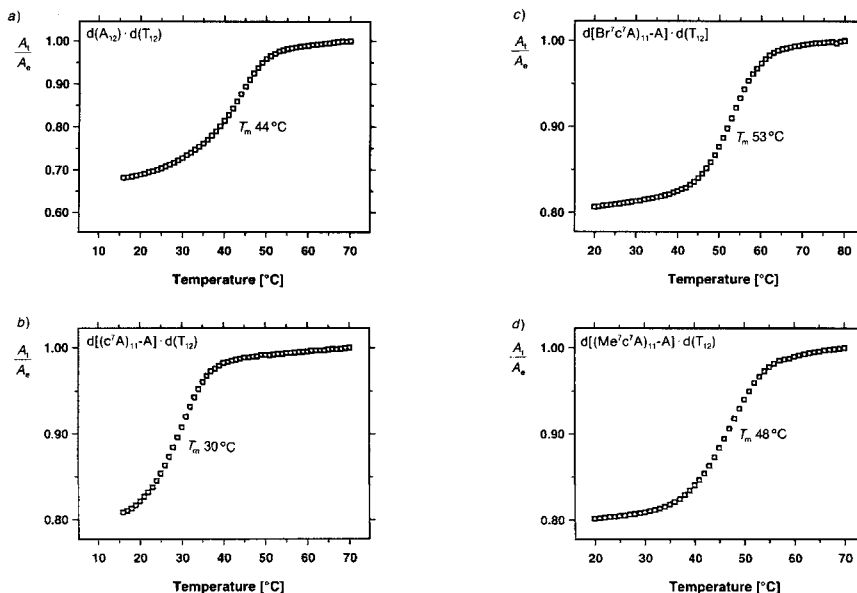 a)
d(A₁₂) · d(T₁₂)
Aₜ
Aₑ
1.00
0.90
0.80
0.70
0.60
Tₘ 44 °C
10 20 30 40 50 60 70
Temperature [°C]
b)
d[(c⁷A)₁₁-A] · d(T₁₂)
Aₜ
Aₑ
1.00
0.90
0.80
Tₘ 30 °C
10 20 30 40 50 60 70
Temperature [°C]
c)
d[Br⁷c⁷A)₁₁-A] · d(T₁₂]
Aₜ
Aₑ
1.00
0.90
0.80
Tₘ 53 °C
20 30 40 50 60 70 80
Temperature [°C]
d)
d[(Me⁷c⁷A)₁₁-A] · d(T₁₂)
Aₜ
Aₑ
1.00
0.90
0.80
Tₘ 48 °C
20 30 40 50 60 70
Temperature [°C]